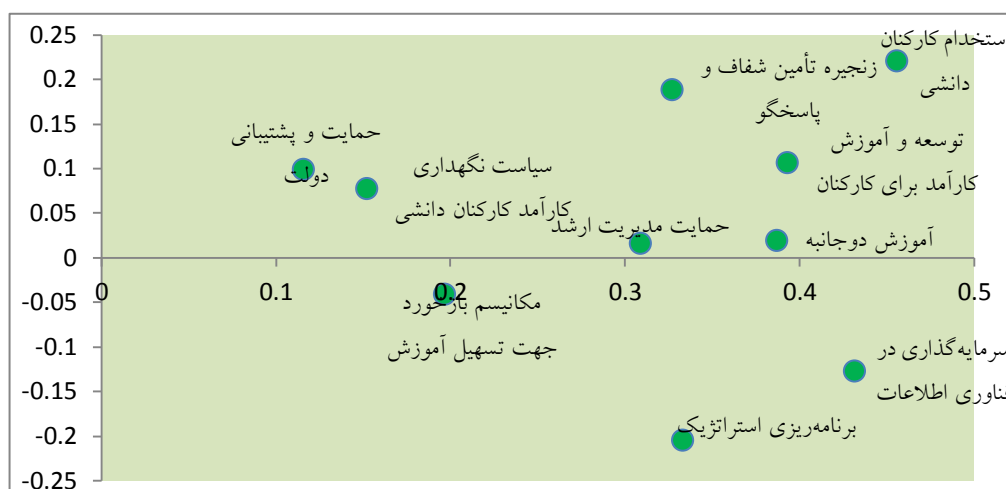 0.25
0.2
0.15
0.1
0.05
0
-0.05
-0.1
-0.15
-0.2
-0.25
0
0.1
0.2
0.3
0.4
0.5
ستخدام کارکنان
دانشی
زنجیره تأمین شفاف و
پاسخگو
توسعه و آموزش
کارآمد برای کارکنان
حمایت و پشتیبانی
دولت
سیاست نگهداری
کارآمد کارکنان دانشی
حمایت مدیریت ارشد
آموزش دوجانبه
مکانیسم بازخورد
جهت تسهیل آموزش
سرمایه‌گذاری در
فناوری اطلاعات
برنامه‌ریزی استراتژیک